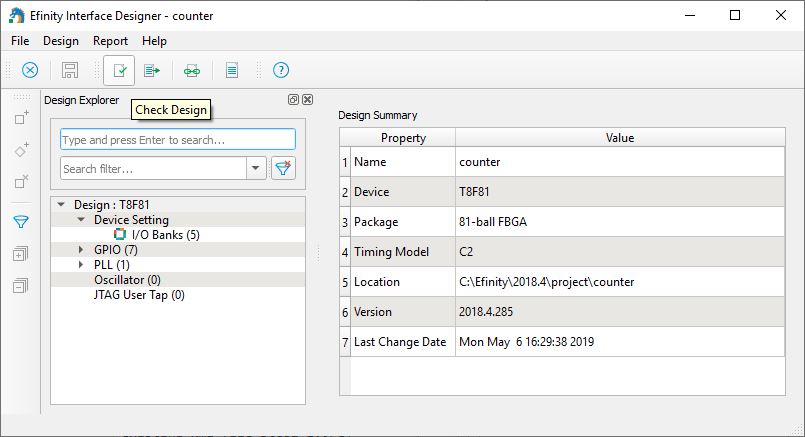 Efinity Interface Designer - counter
File Design Report Help
Design Explorer
Check Design
Type and press Enter to search...
Search filter...
Design : T8F81
Device Setting
I/O Banks (5)
GPIO (7)
PLL (1)
Oscillator (0)
JTAG User Tap (0)
Design Summary
Property Value
1 Name counter
2 Device T8F81
3 Package 81-ball FBGA
4 Timing Model C2
5 Location C:\Efinity\2018.4\project\counter
6 Version 2018.4.285
7 Last Change Date Mon May  6 16:29:38 2019